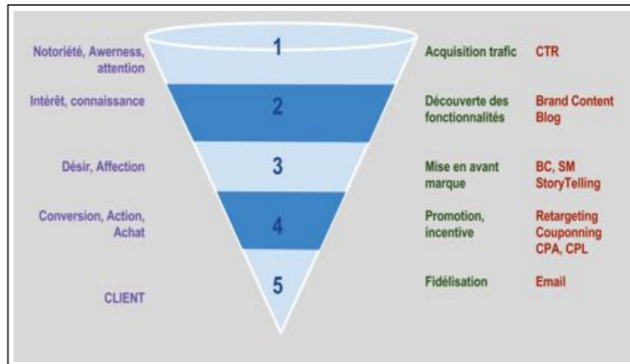 1
Notoriété, Awerness,
attention
Acquisition trafic
CTR
Intérêt, connaissance
2
Découverte des
fonctionnalités
Brand Content
Blog
Désir, Affection
3
Mise en avant
marque
BC, SM
StoryTelling
Conversion, Action,
Achat
4
Promotion,
incentive
Retargeting
Couponning
CPA, CPL
CLIENT
5
Fidélisation
Email